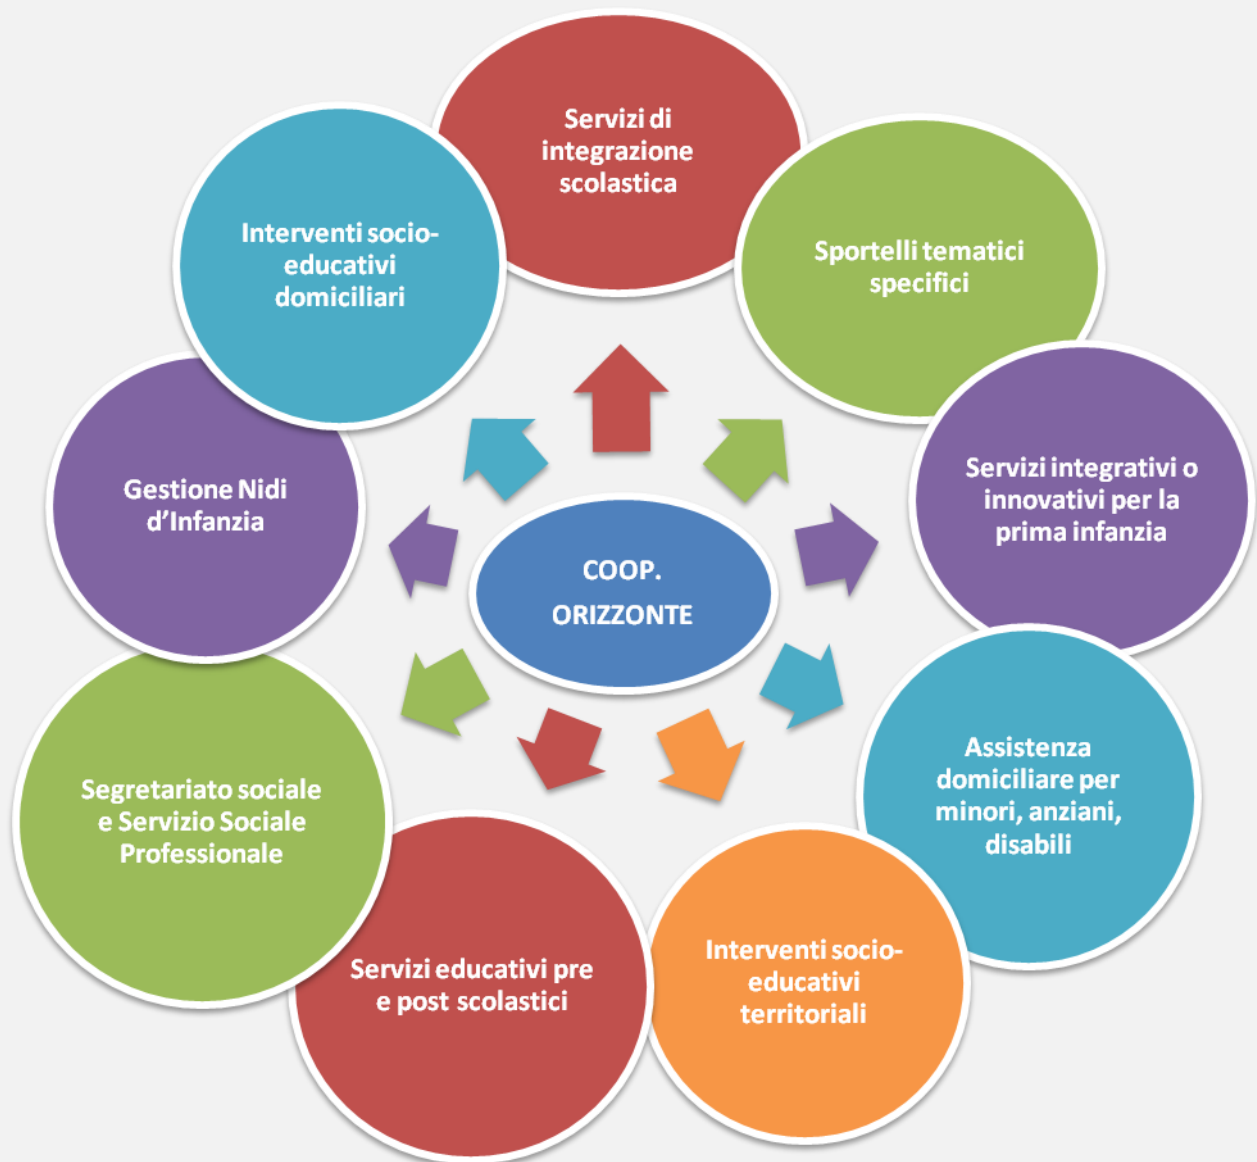 Servizi di
integrazione
scolastica
Sportelli tematici
specifici
Servizi integrativi o
innovativi per la
prima infanzia
Assistenza
domiciliare per
minori, anziani,
disabili
Interventi socio-
educativi
territoriali
Servizi educativi pre
e post scolastici
Segretariato sociale
e Servizio Sociale
Professionale
Gestione Nidi
d'Infanzia
Interventi socio-
educativi
domiciliari
COOP.
ORIZZONTE